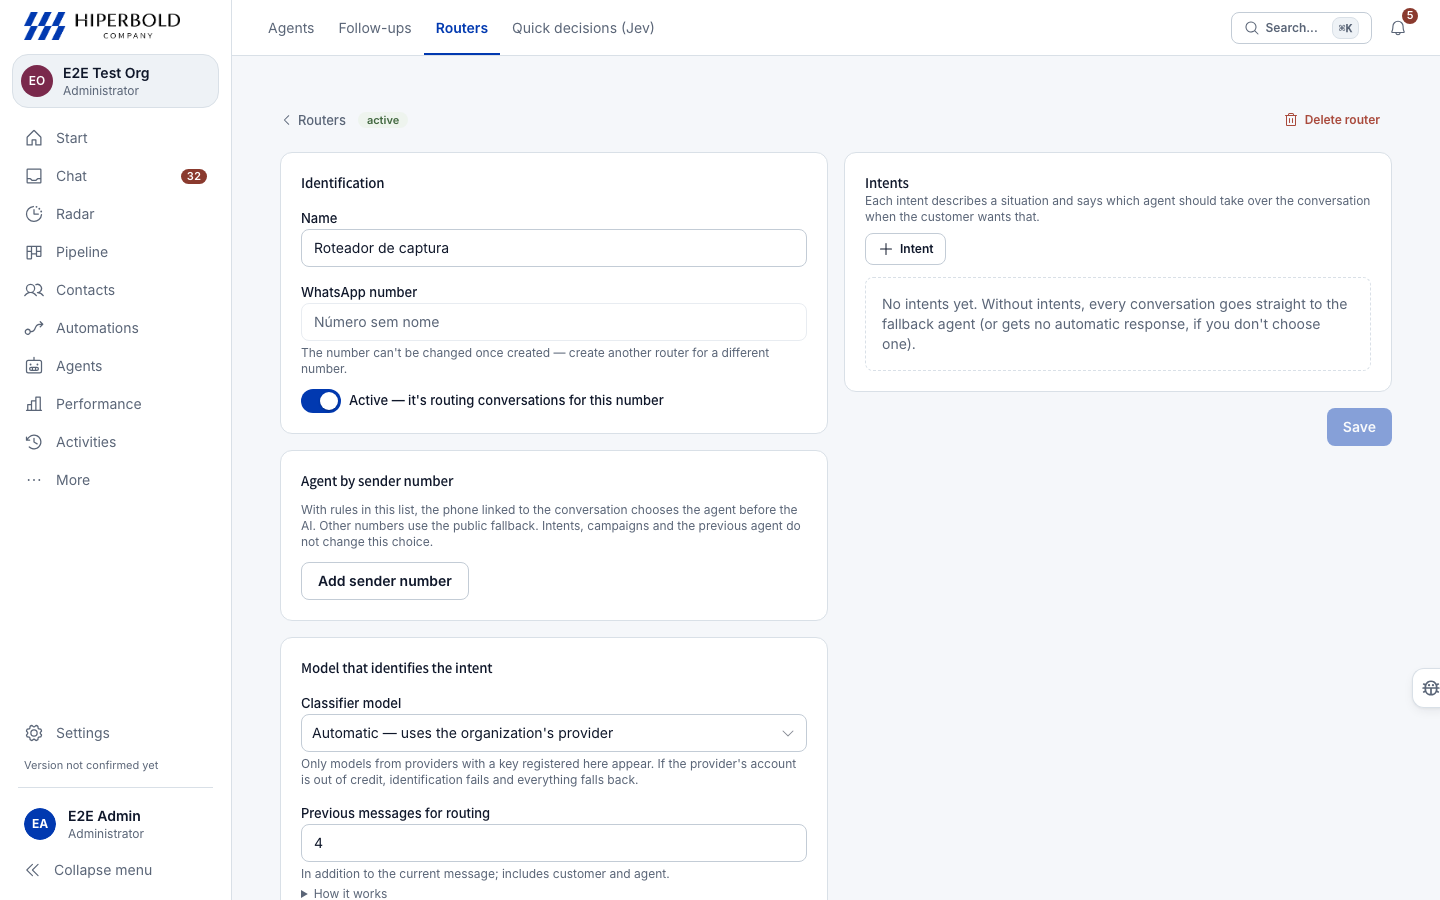 HIPERBOLD
COMPANY
EO
E2E Test Org
Administrator
Start
Chat
32
Radar
Pipeline
Contacts
Automations
Agents
Performance
Activities
More
Settings
Version not confirmed yet
EA
E2E Admin
Administrator
Collapse menu
Agents
Follow-ups
Routers
Quick decisions (Jev)
Search...
⌘K
5
Routers
active
Delete router
Identification
Name
Roteador de captura
WhatsApp number
Número sem nome
The number can't be changed once created — create another router for a different
number.
Active — it's routing conversations for this number
Agent by sender number
With rules in this list, the phone linked to the conversation chooses the agent before the
AI. Other numbers use the public fallback. Intents, campaigns and the previous agent do
not change this choice.
Add sender number
Model that identifies the intent
Classifier model
Automatic — uses the organization's provider
Only models from providers with a key registered here appear. If the provider's account
is out of credit, identification fails and everything falls back.
Previous messages for routing
4
In addition to the current message; includes customer and agent.
How it works
Intents
Each intent describes a situation and says which agent should take over the conversation
when the customer wants that.
Intent
No intents yet. Without intents, every conversation goes straight to the
fallback agent (or gets no automatic response, if you don't choose
one).
Save